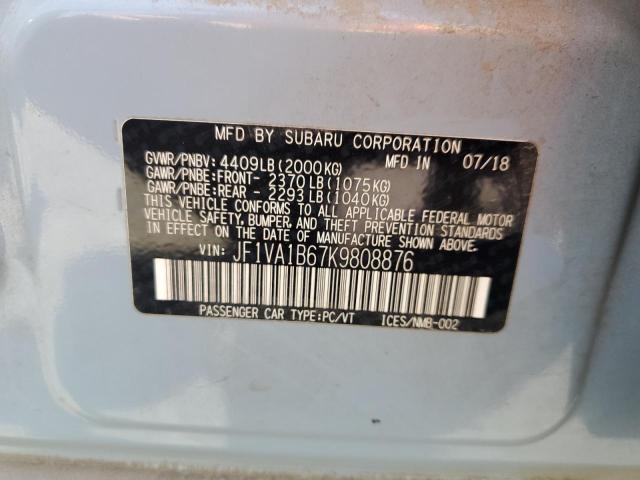 MFD BY SUBARU CORPORATION
GVWR/PNBV: 4409LB(2000KG) MFD IN 07/18
GAWR/PNBE:FRONT- 2370LB(1075KG)
GAWR/PNBE:REAR - 2293LB(1040KG)
THIS VEHICLE CONFORMS TO ALL APPLICABLE FEDERAL MOTOR
VEHICLE SAFETY, BUMPER, AND THEFT PREVENTION STANDARDS
IN EFFECT ON THE DATE OF MANUFACTURE SHOWN ABOVE.
VIN: JF1VA1B67K9808876
PASSENGER CAR TYPE:PC/VT ICES/NMB-002